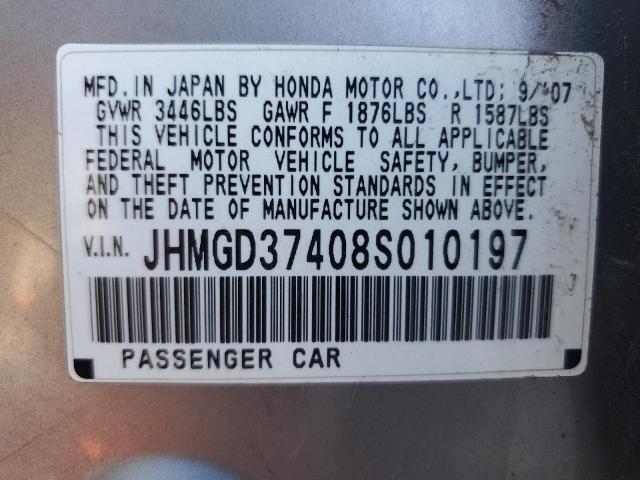 MFD. IN JAPAN BY HONDA MOTOR CO.,LTD; 9/'07
GVWR 3446LBS GAWR F 1876LBS R 1587LBS
THIS VEHICLE CONFORMS TO ALL APPLICABLE
FEDERAL MOTOR VEHICLE SAFETY, BUMPER,
AND THEFT PREVENTION STANDARDS IN EFFECT
ON THE DATE OF MANUFACTURE SHOWN ABOVE.
V.I.N. JHMGD37408S010197
PASSENGER CAR